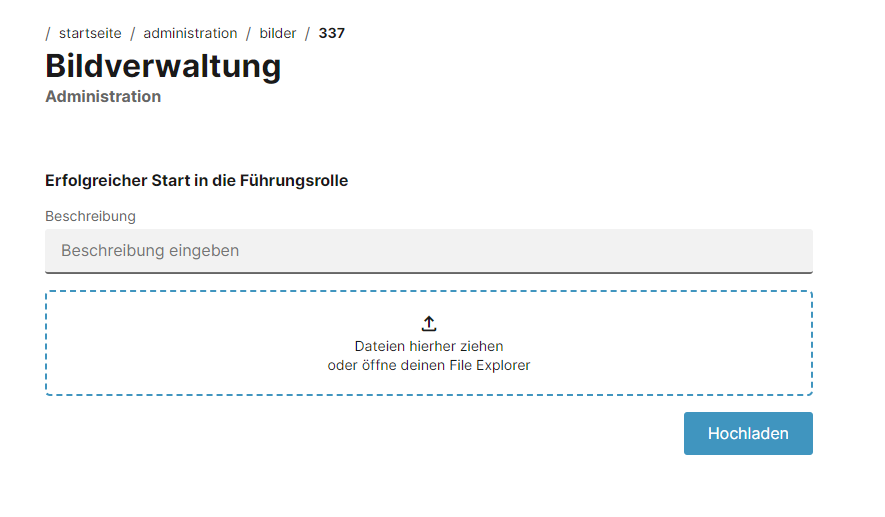 / startseite / administration / bilder / 337
Bildverwaltung
Administration
Erfolgreicher Start in die Führungsrolle
Beschreibung
Beschreibung eingeben
Dateien hierher ziehen
oder öffne deinen File Explorer
Hochladen